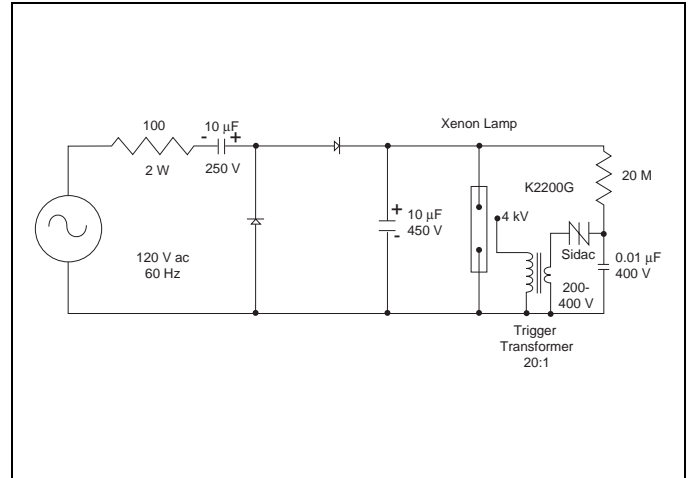 100
2 W
- 10 µF +
250 V
120 V ac
60 Hz
+
-
10 µF
450 V
Xenon Lamp
4 kV
K2200G
20 M
Sidac
0.01 µF
400 V
200-
400 V
Trigger
Transformer
20:1